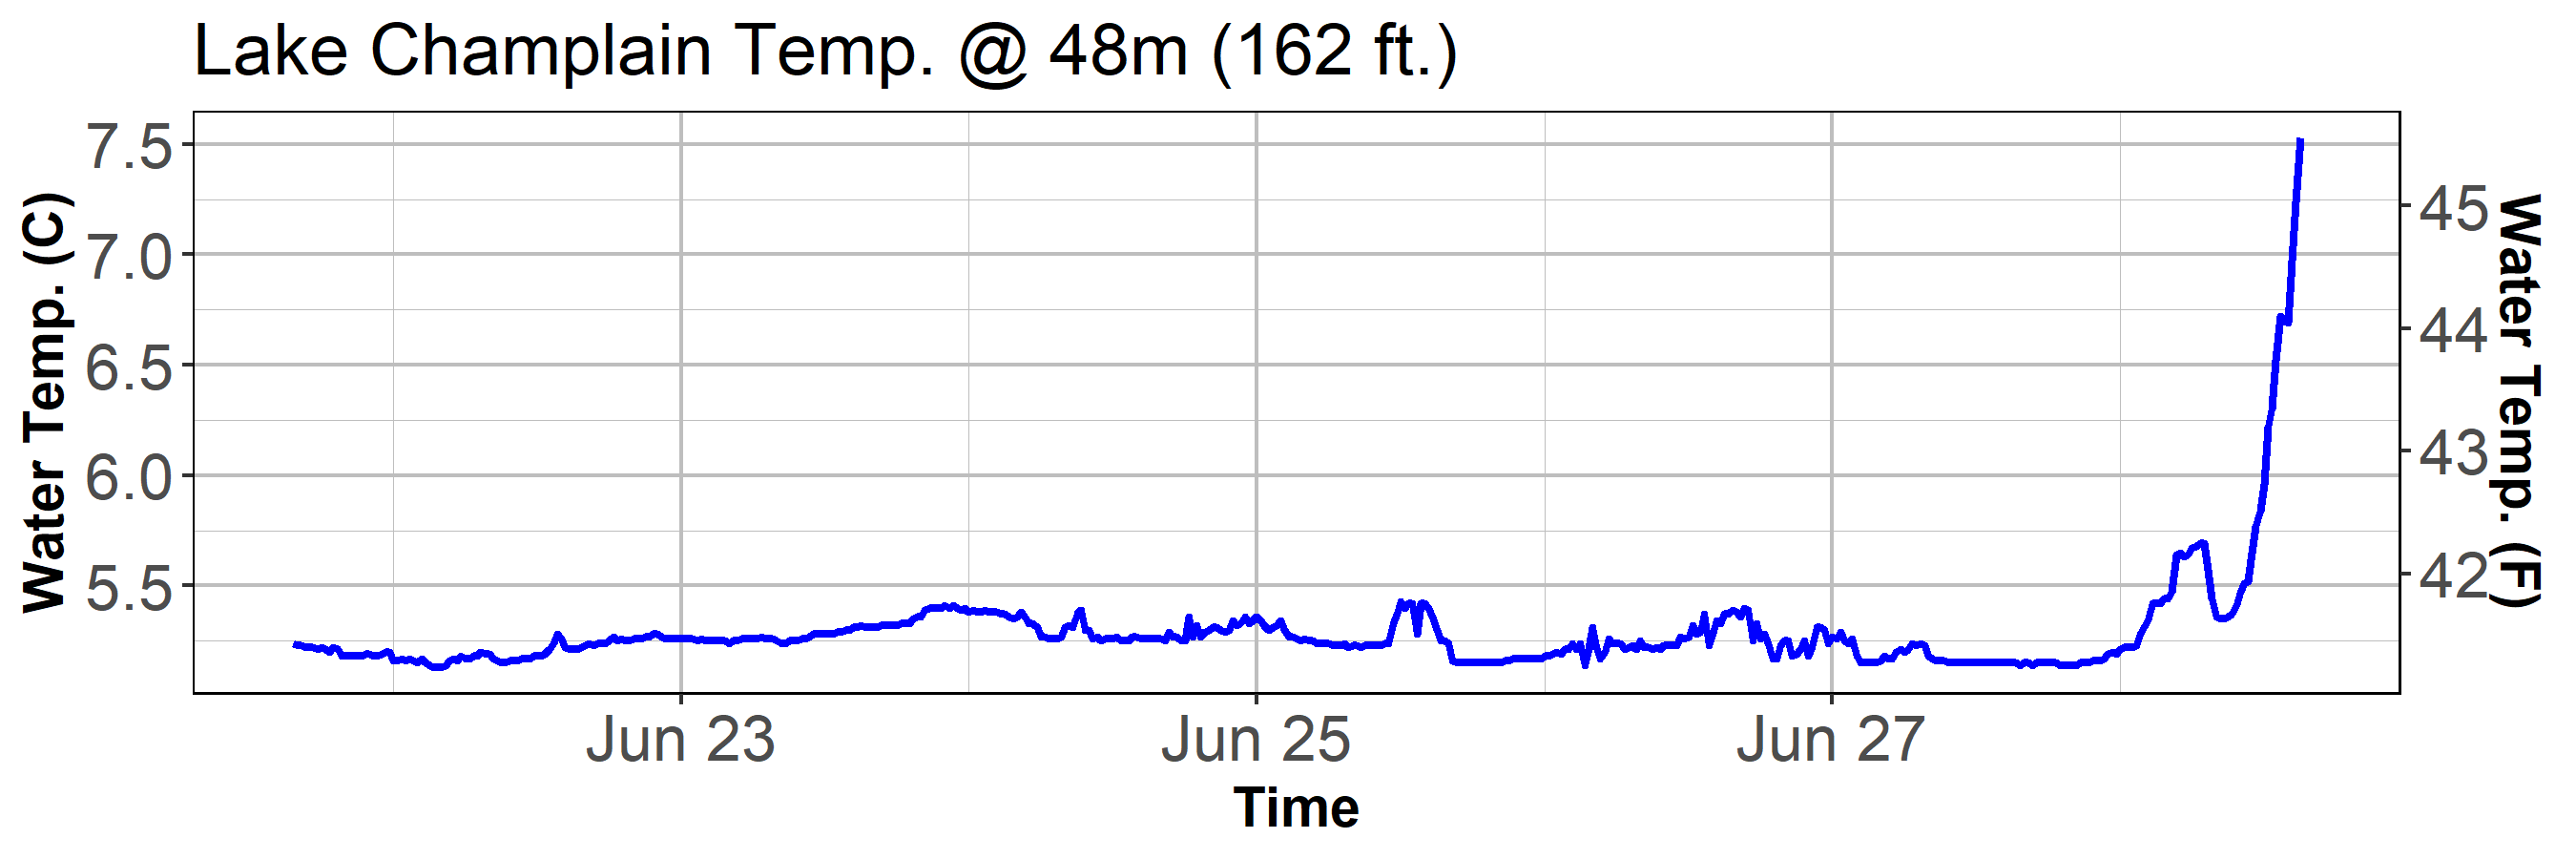 Lake Champlain Temp. @ 48m (162 ft.)
Water Temp. (C)
7.5
7.0
6.5
6.0
5.5
45
44
43
42
Water Temp. (F)
Jun 23 Jun 25 Jun 27
Time